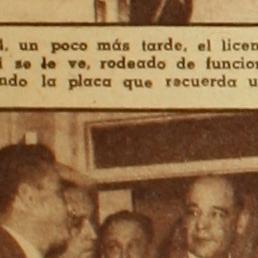 , un poco más tarde, el licen
i se le ve, rodeado de funcion
ndo la placa que recuerda u